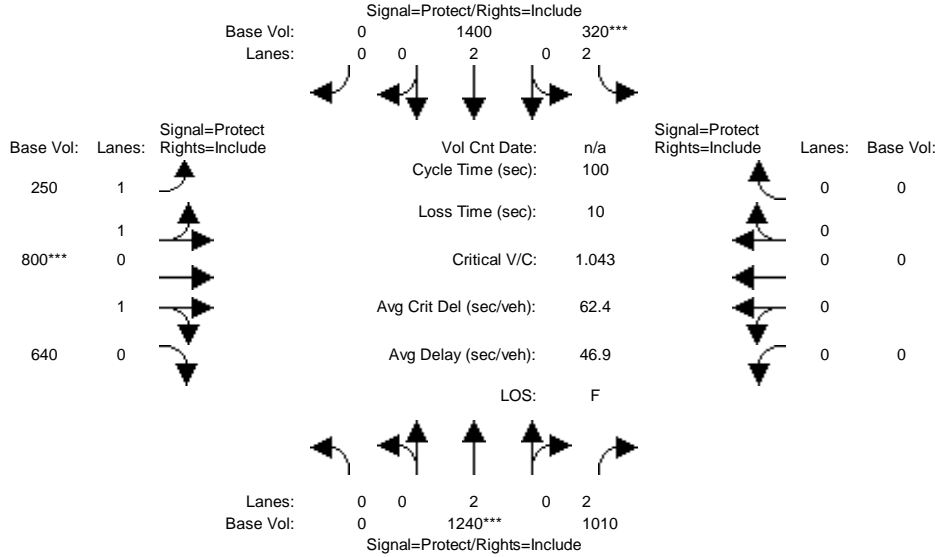 Signal=Protect/Rights=Include
Base Vol: 0 1400 320***
Lanes: 0 0 2 0 2
Signal=Protect Signal=Protect
Base Vol: Lanes: Rights=Include Vol Cnt Date: n/a Rights=Include Lanes: Base Vol:
Cycle Time (sec): 100
250 1 0 0
Loss Time (sec): 10
1 0
800*** 0 Critical V/C: 1.043 0 0
1 Avg Crit Del (sec/veh): 62.4 0
640 0 Avg Delay (sec/veh): 46.9 0 0
LOS: F
Lanes: 0 0 2 0 2
Base Vol: 0 1240*** 1010
Signal=Protect/Rights=Include